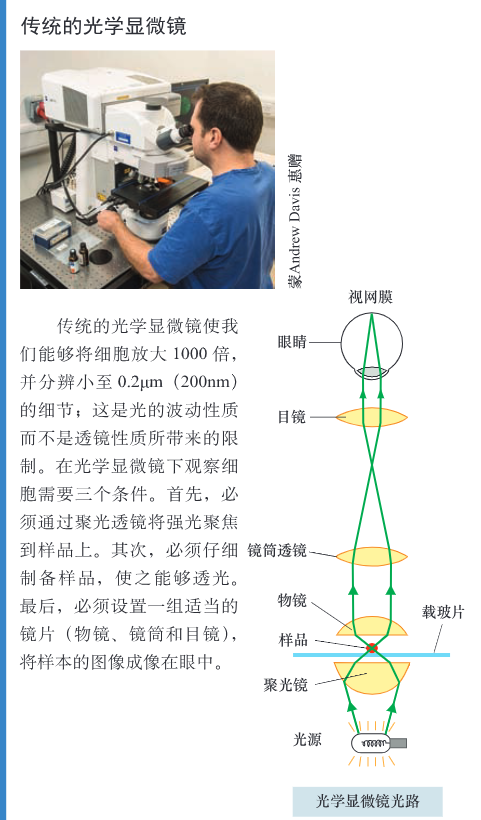 传统的光学显微镜
蒙Andrew Davis 惠赠
传统的光学显微镜使我
们能够将细胞放大 1000 倍，
并分辨小至 0.2μm（200nm）
的细节；这是光的波动性质
而不是透镜性质所带来的限
制。在光学显微镜下观察细
胞需要三个条件。首先，必
须通过聚光透镜将强光聚焦
到样品上。其次，必须仔细
制备样品，使之能够透光。
最后，必须设置一组适当的
镜片（物镜、镜筒和目镜），
将样本的图像成像在眼中。
视网膜
眼睛
目镜
镜筒透镜
物镜
载玻片
样品
聚光镜
光源
光学显微镜光路